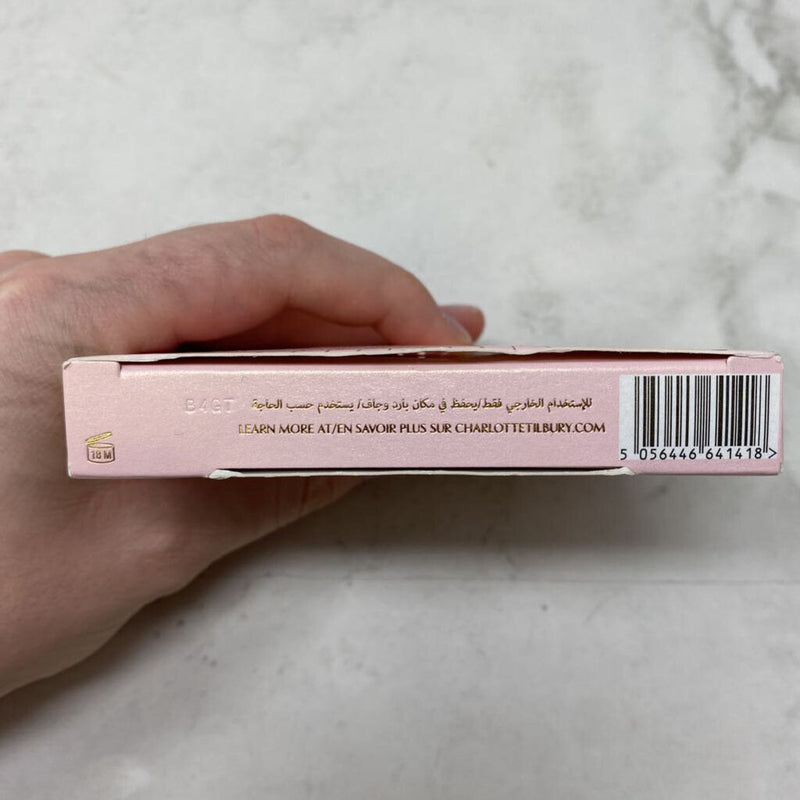 B4GT للإستخدام الخارجي فقط/يحفظ في مكان بارد وجاف/ يستخدم حسب الحاجة
LEARN MORE AT/EN SAVOIR PLUS SUR CHARLOTTETILBURY.COM
18 M
5 056446 641418 >